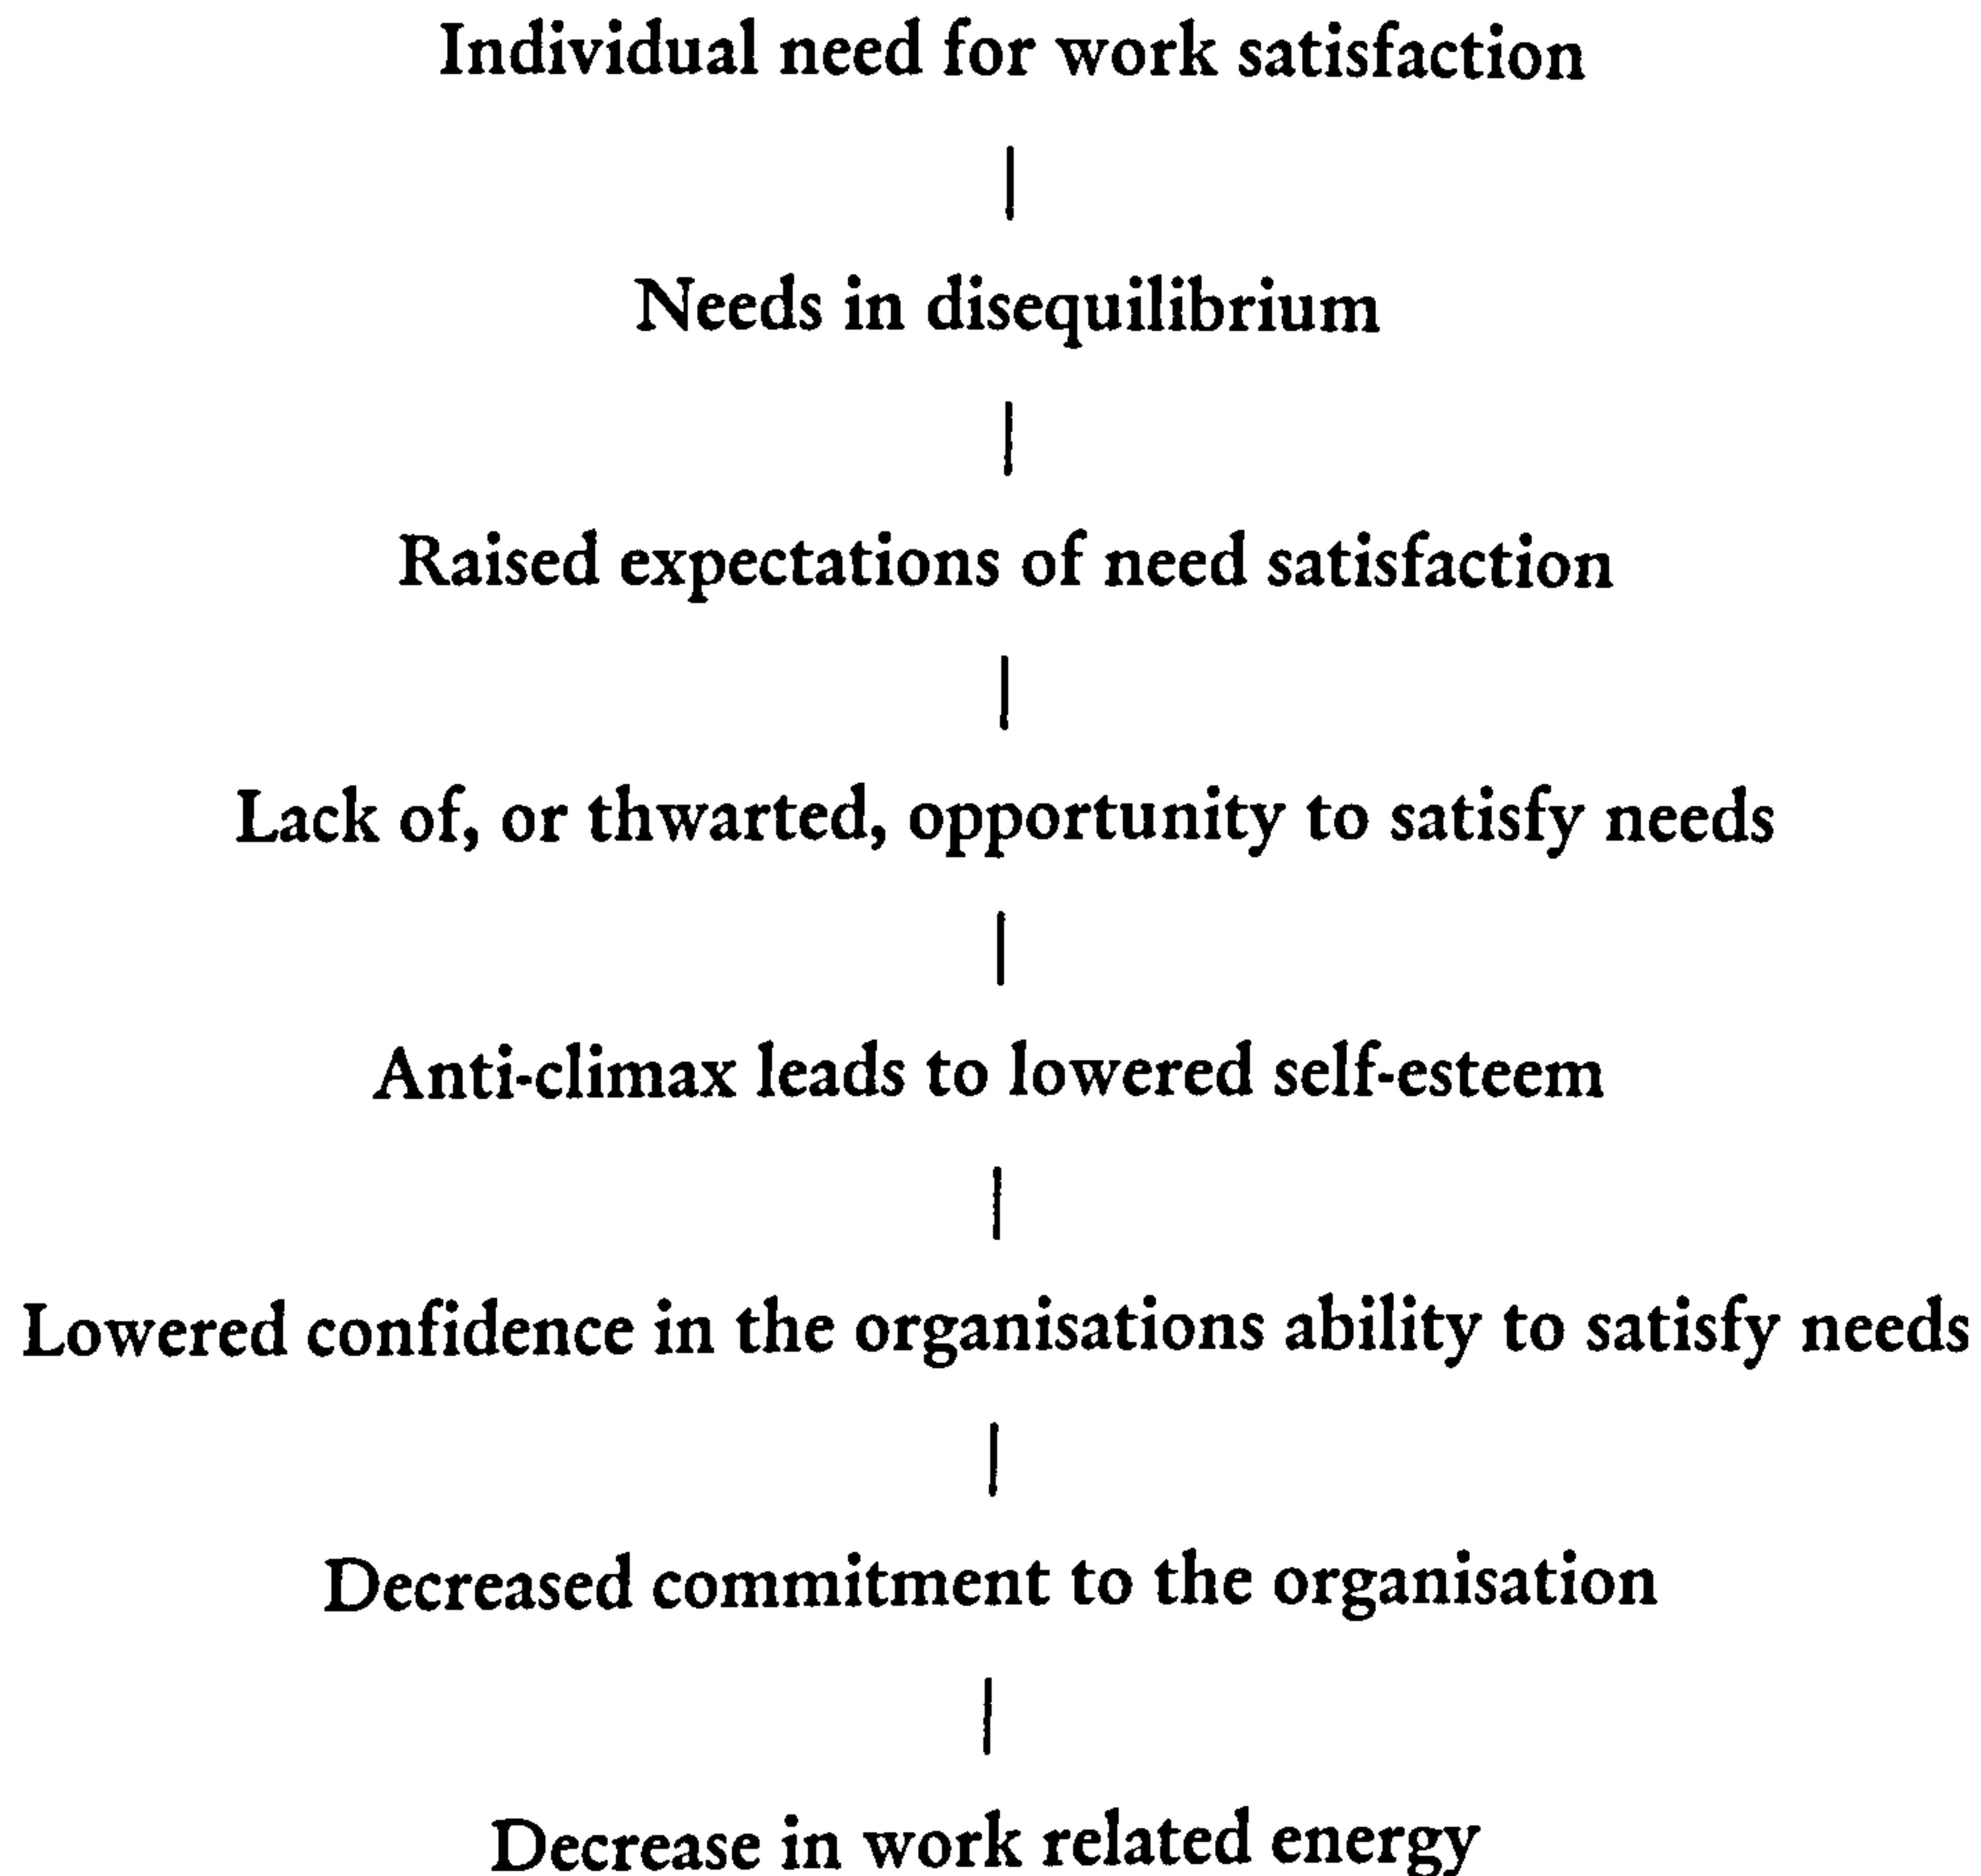 Individual need for work satisfaction
Needs in disequilibrium
Raised expectations of need satisfaction
Lack of, or thwarted, opportunity to satisfy needs
Anti-climax leads to lowered self-esteem
Lowered confidence in the organisations ability to satisfy needs
Decreased commitment to the organisation
Decrease in work related energy